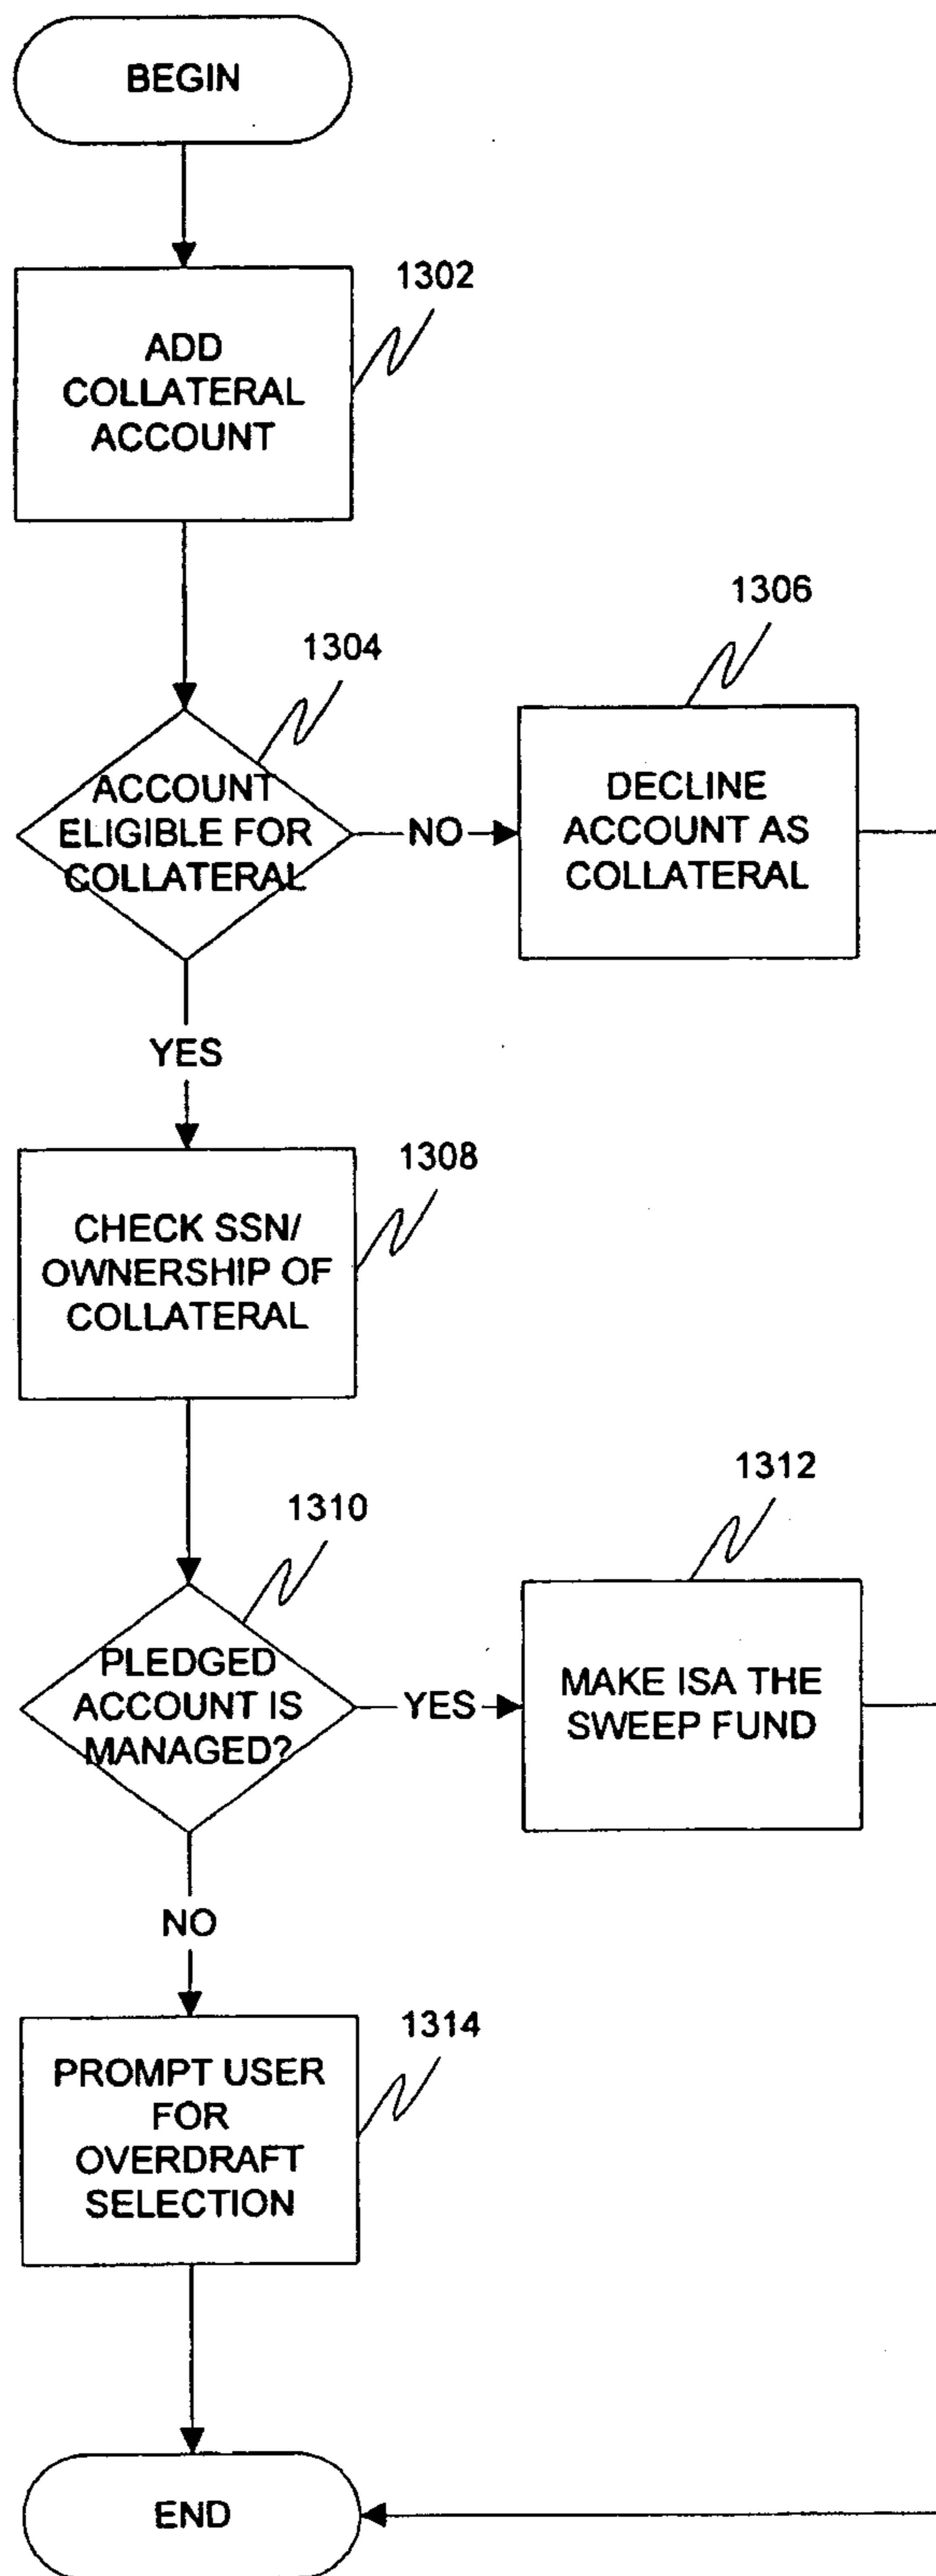 BEGIN
1302
ADD
COLLATERAL
ACCOUNT
1304
ACCOUNT
ELIGIBLE FOR
COLLATERAL
NO
1306
DECLINE
ACCOUNT AS
COLLATERAL
YES
1308
CHECK SSN/
OWNERSHIP OF
COLLATERAL
1310
PLEDGED
ACCOUNT IS
MANAGED?
YES
1312
MAKE ISA THE
SWEEP FUND
NO
1314
PROMPT USER
FOR
OVERDRAFT
SELECTION
END